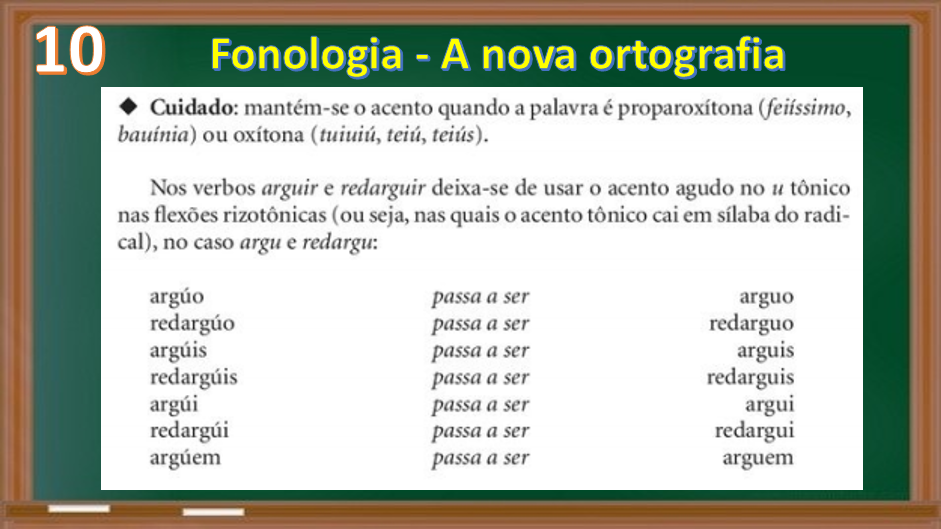 10
Fonologia - A nova ortografia
◆ Cuidado: mantém-se o acento quando a palavra é proparoxítona (feiíssimo,
bauínia) ou oxítona (tuiuiú, teiú, teiús).
Nos verbos arguir e redarguir deixa-se de usar o acento agudo no u tônico
nas flexões rizotônicas (ou seja, nas quais o acento tônico cai em sílaba do radi-
cal), no caso argu e redargu:
argúo passa a ser arguo
redargúo passa a ser redarguo
argúis passa a ser arguis
redargúis passa a ser redarguis
argúi passa a ser argui
redargúi passa a ser redargui
argúem passa a ser arguem